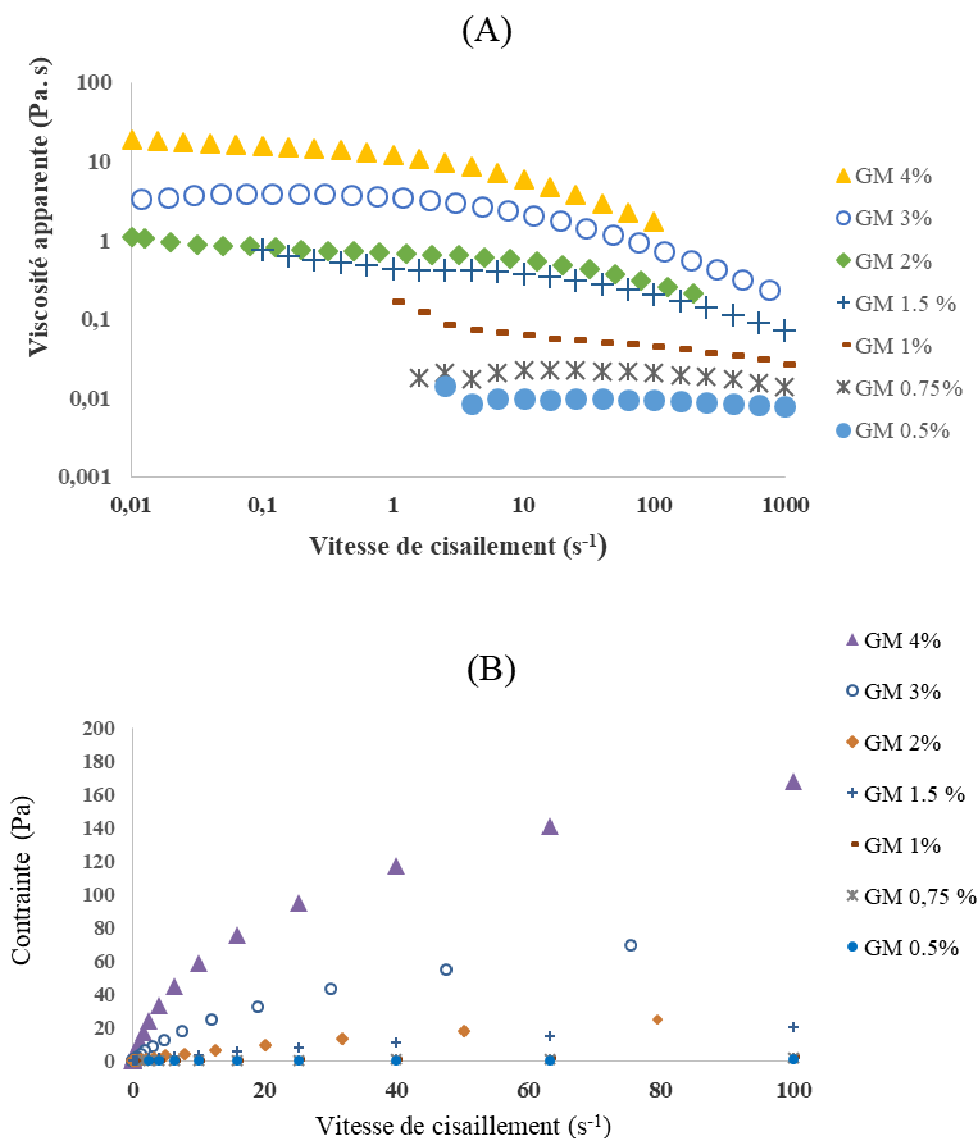 (A)
Viscosité apparente (Pa. s)
100
10
1
0,1
0,01
0,001
0,01
0,1
1
10
100
1000
Vitesse de cisailement (s⁻¹)
GM 4%
GM 3%
GM 2%
GM 1.5 %
GM 1%
GM 0.75%
GM 0.5%
(B)
Contrainte (Pa)
200
180
160
140
120
100
80
60
40
20
0
0
20
40
60
80
100
Vitesse de cisaillement (s⁻¹)
GM 4%
GM 3%
GM 2%
GM 1.5 %
GM 1%
GM 0,75 %
GM 0.5%